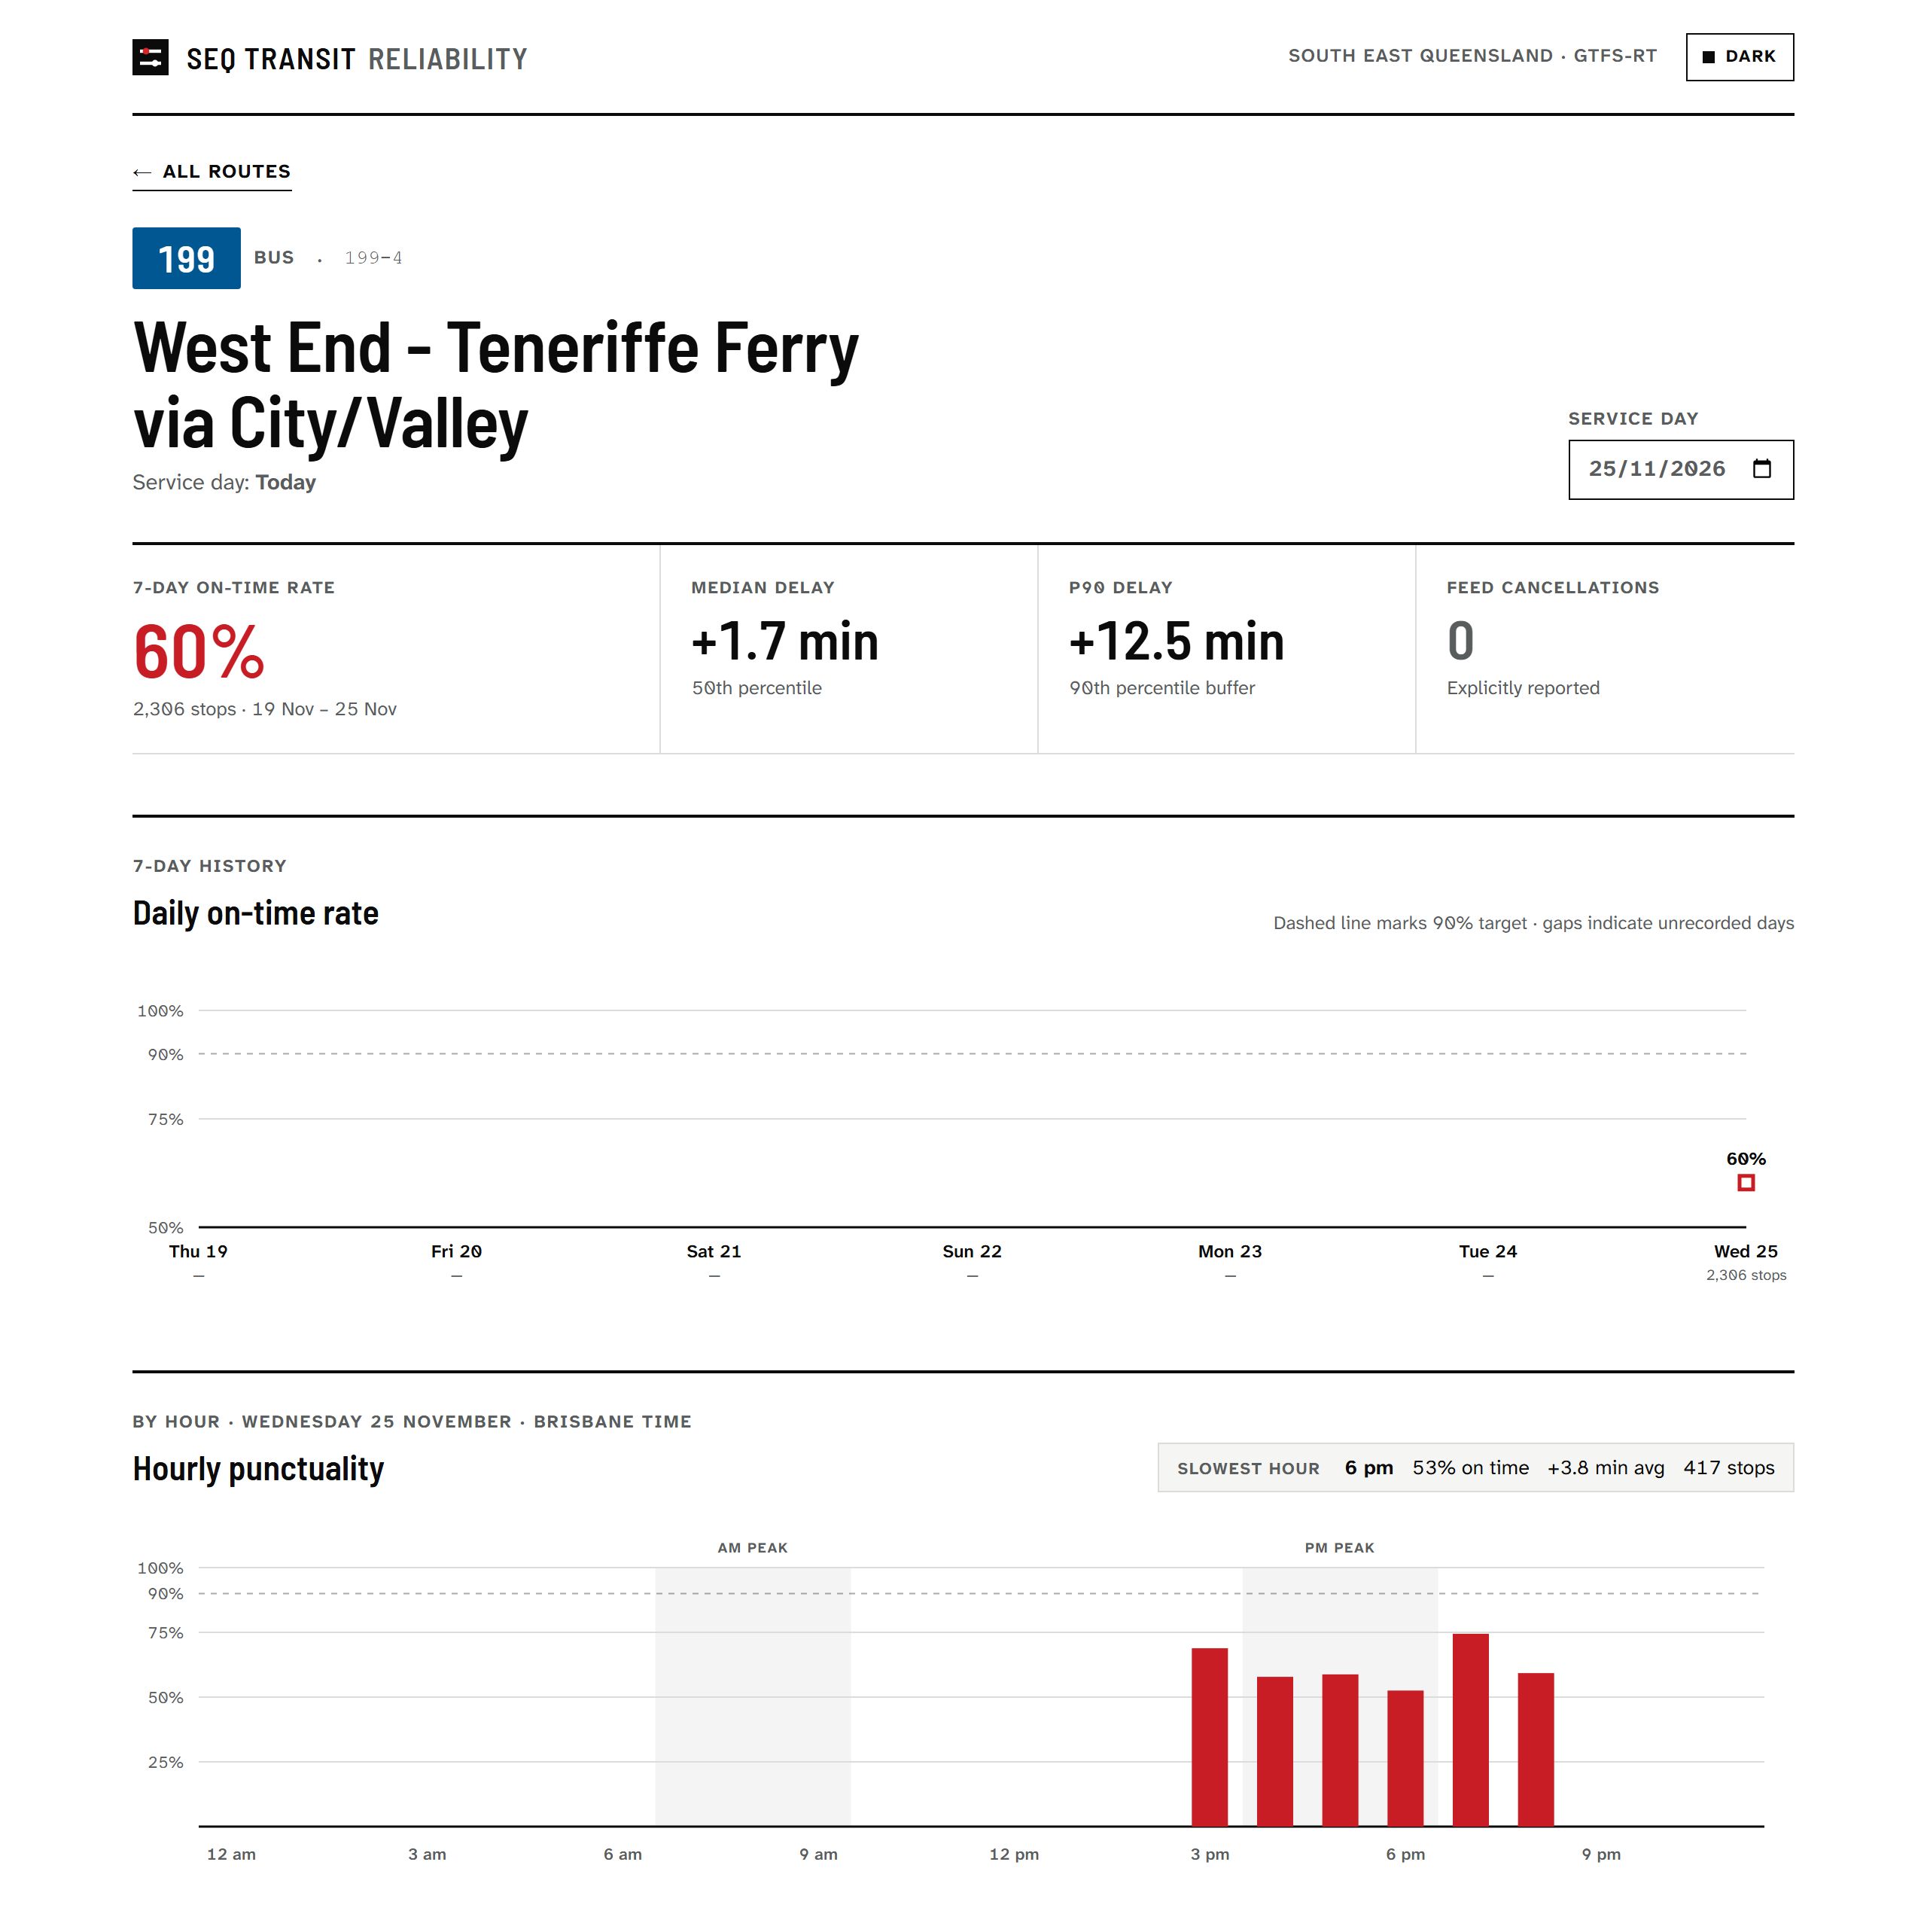 SEQ TRANSIT RELIABILITY
SOUTH EAST QUEENSLAND · GTFS-RT
DARK
← ALL ROUTES
199 BUS · 199-4
West End - Teneriffe Ferry
via City/Valley
Service day: Today
SERVICE DAY
25/11/2026
7-DAY ON-TIME RATE
60%
2,306 stops · 19 Nov – 25 Nov
MEDIAN DELAY
+1.7 min
50th percentile
P90 DELAY
+12.5 min
90th percentile buffer
FEED CANCELLATIONS
0
Explicitly reported
7-DAY HISTORY
Daily on-time rate
Dashed line marks 90% target · gaps indicate unrecorded days
100%
90%
75%
60%
50%
Thu 19 Fri 20 Sat 21 Sun 22 Mon 23 Tue 24 Wed 25
— — — — — — 2,306 stops
BY HOUR · WEDNESDAY 25 NOVEMBER · BRISBANE TIME
Hourly punctuality
SLOWEST HOUR 6 pm 53% on time +3.8 min avg 417 stops
AM PEAK PM PEAK
100%
90%
75%
50%
25%
12 am 3 am 6 am 9 am 12 pm 3 pm 6 pm 9 pm